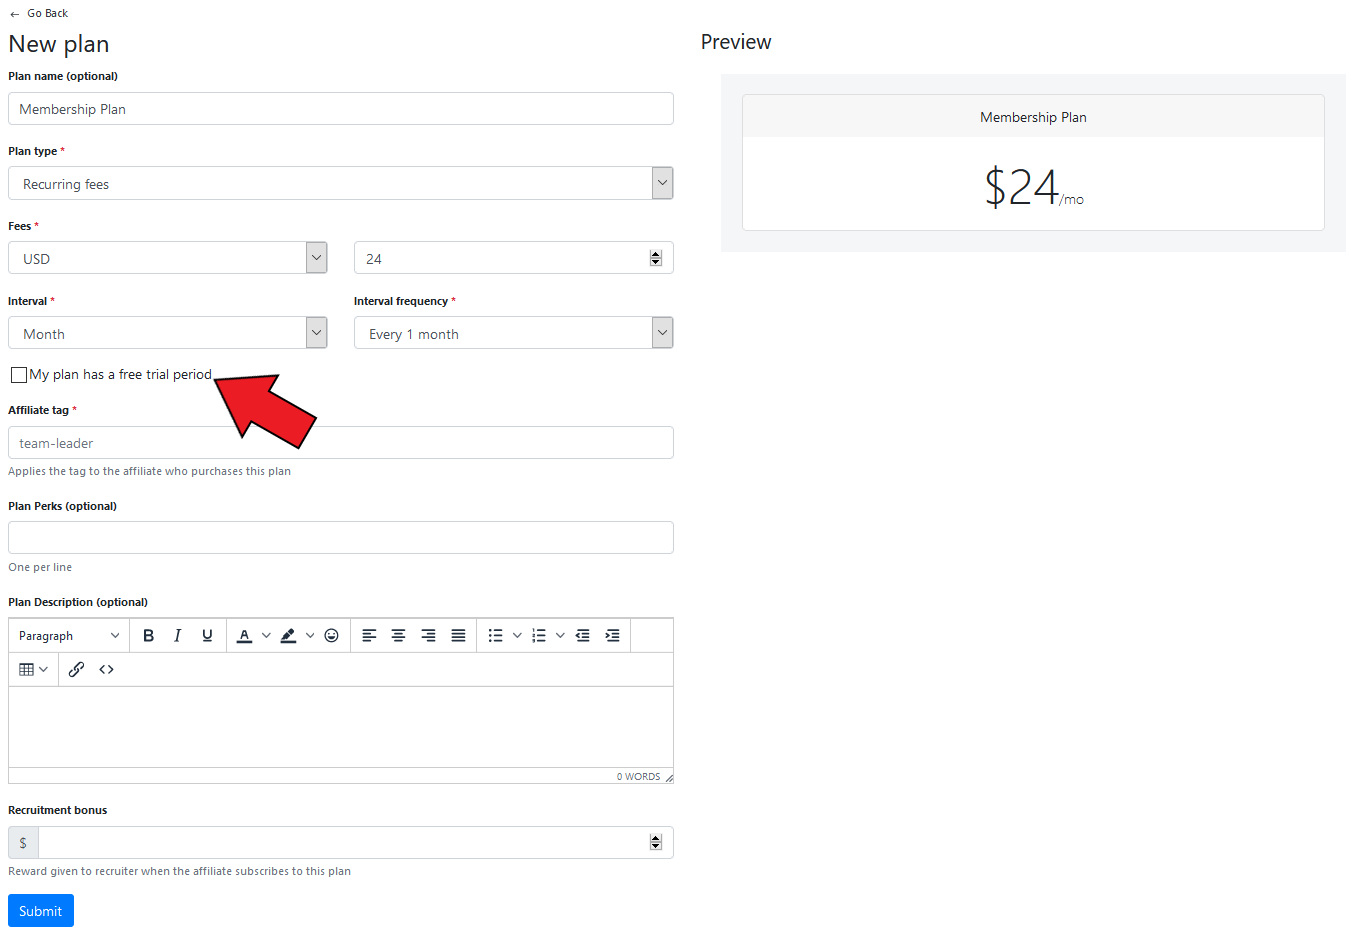 ← Go Back
New plan
Plan name (optional)
Membership Plan
Plan type *
Recurring fees
Fees *
USD
24
Interval *
Interval frequency *
Month
Every 1 month
My plan has a free trial period
Affiliate tag *
team-leader
Applies the tag to the affiliate who purchases this plan
Plan Perks (optional)
One per line
Plan Description (optional)
Paragraph
B I U A
0 WORDS
Recruitment bonus
$
Reward given to recruiter when the affiliate subscribes to this plan
Submit
Preview
Membership Plan
$24/mo